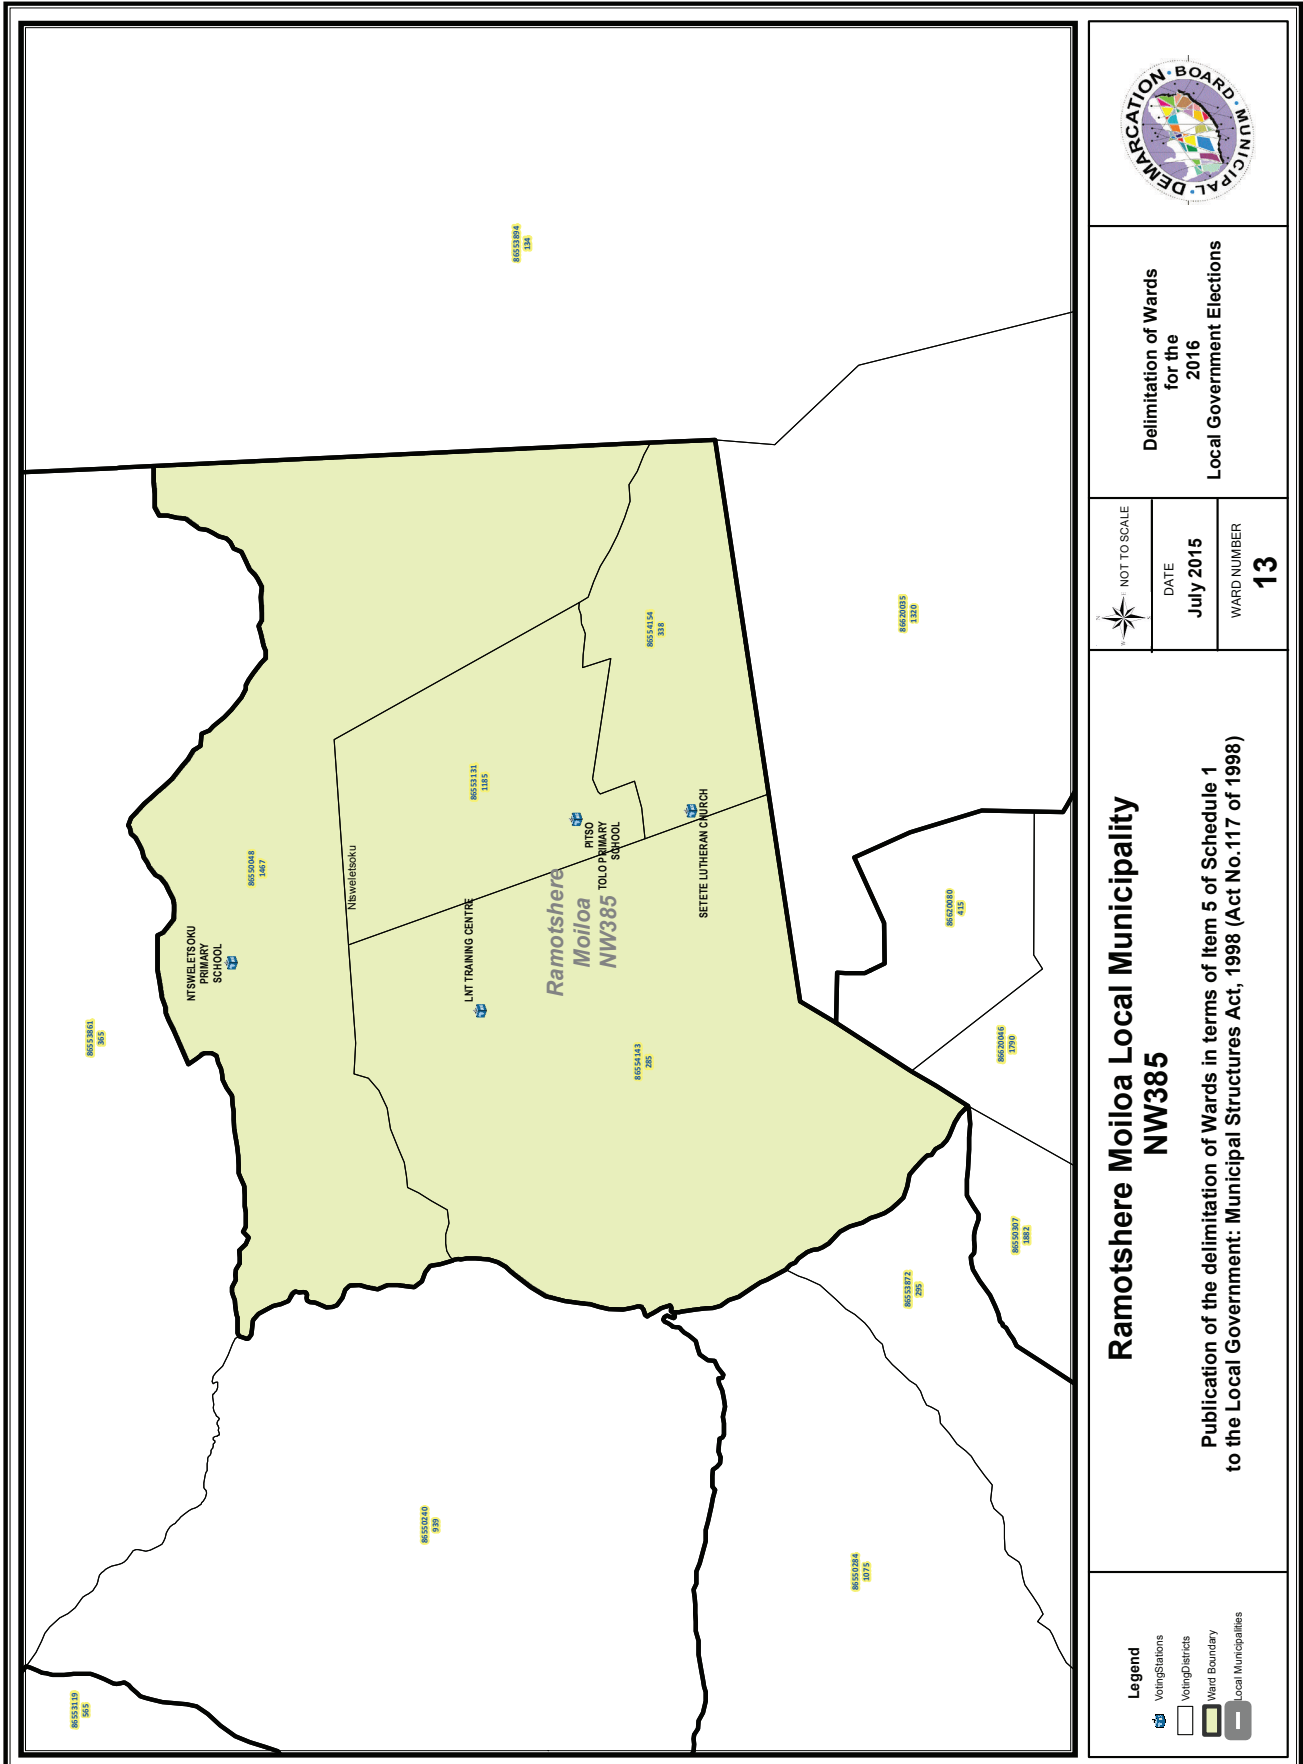 86553894
134
86553861
365
NTSWELETSOKU
PRIMARY
SCHOOL
86550048
1467
Ntsweletsoku
86553131
1185
LNT TRAINING CENTRE
Ramotshere
Moiloa
NW385
PITSO
TOLO PRIMARY
SCHOOL
86554154
338
86554143
285
SETETE LUTHERAN CHURCH
86620035
1320
86620080
415
86620046
1790
86550307
1882
86553872
295
86550240
939
86550284
1075
86553119
565
Legend
VotingStations
VotingDistricts
Ward Boundary
Local Municipalities
Ramotshere Moiloa Local Municipality
NW385
Publication of the delimitation of Wards in terms of Item 5 of Schedule 1
to the Local Government: Municipal Structures Act, 1998 (Act No.117 of 1998)
N
W
E
S
NOT TO SCALE
DATE
July 2015
WARD NUMBER
13
Delimitation of Wards
for the
2016
Local Government Elections
MUNICIPAL • DEMARCATION • BOARD •